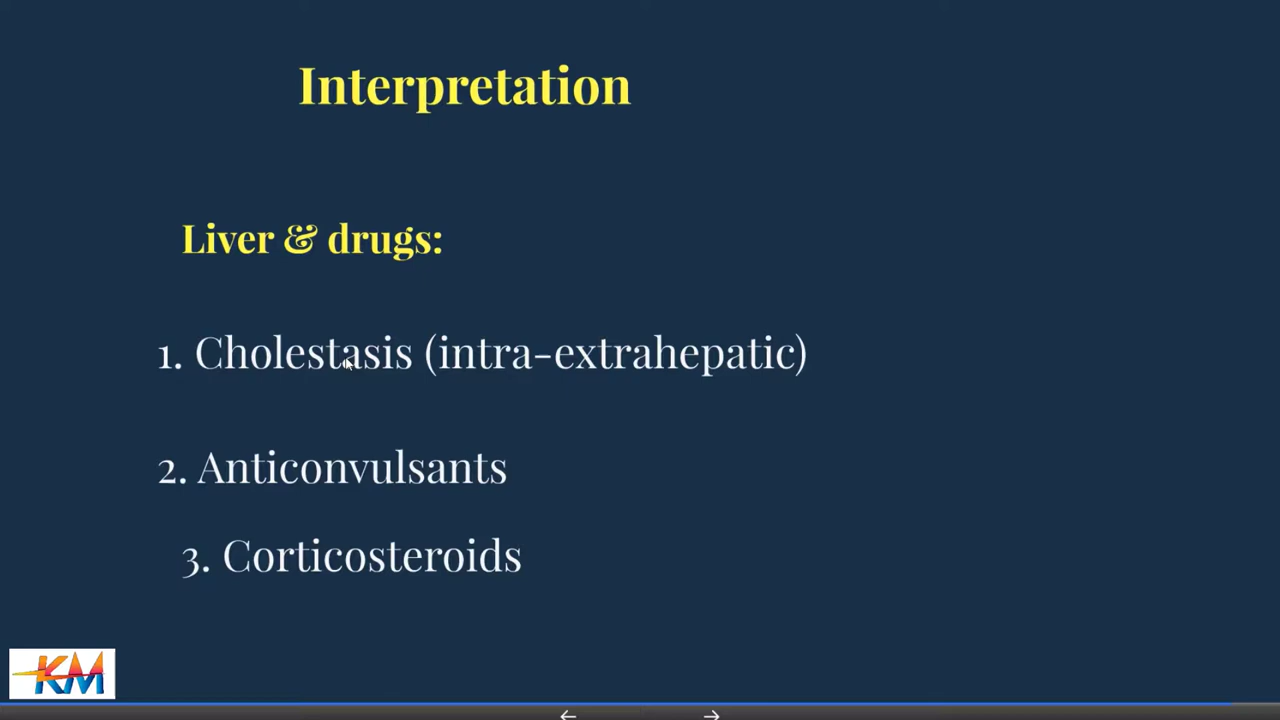 Interpretation
Liver & drugs:
1. Cholestasis (intra-extrahepatic)
2. Anticonvulsants
3. Corticosteroids
KM